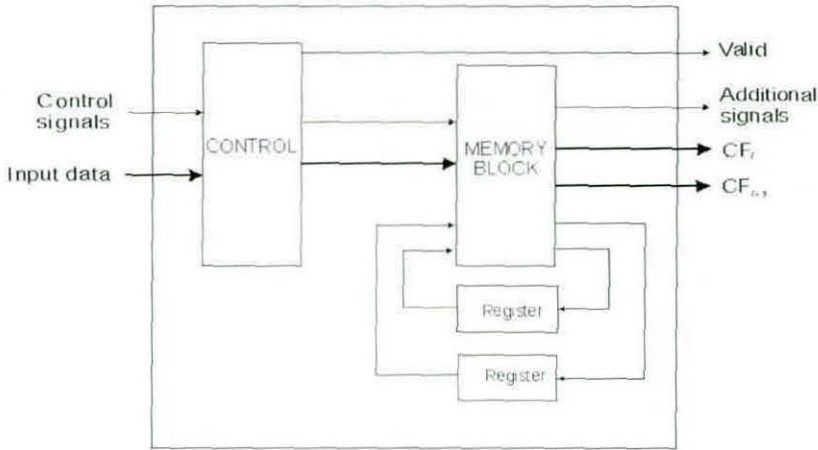 Valid
Control
signals
Additional
signals
CONTROL
MEMORY
BLOCK
CF
Input data
CF
Register
Register